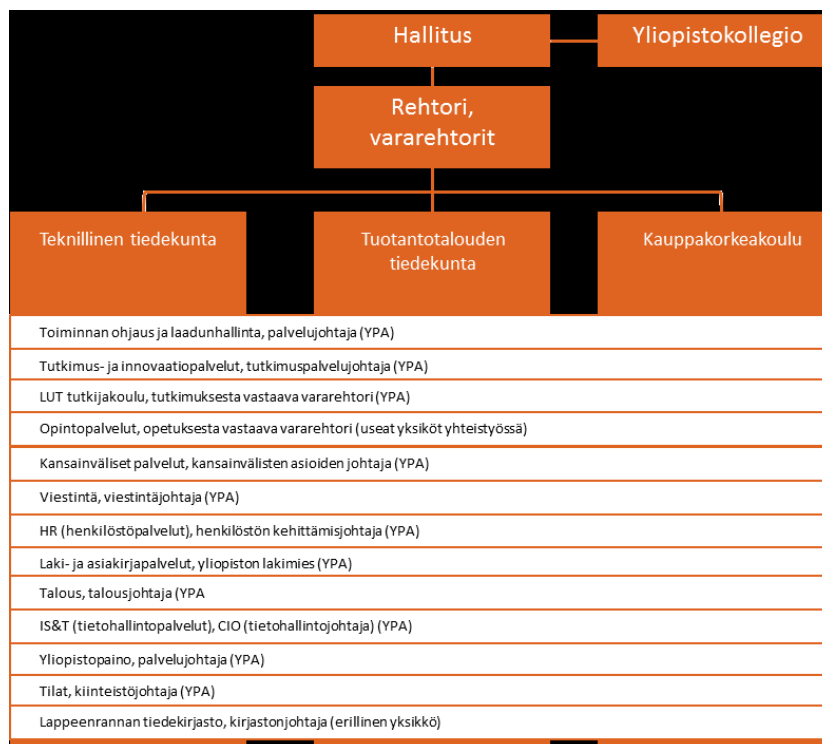 Hallitus
Yliopistokollegio
Rehtori,
vararehtorit
Teknillinen tiedekunta
Tuotantotalouden
tiedekunta
Kauppakorkeakoulu
Toiminnan ohjaus ja laadunhallinta, palvelujohtaja (YPA)
Tutkimus- ja innovaatiopalvelut, tutkimuspalvelujohtaja (YPA)
LUT tutkijakoulu, tutkimuksesta vastaava vararehtori (YPA)
Opintopalvelut, opetuksesta vastaava vararehtori (useat yksiköt yhteistyössä)
Kansainväliset palvelut, kansainvälisten asioiden johtaja (YPA)
Viestintä, viestintäjohtaja (YPA)
HR (henkilöstöpalvelut), henkilöstön kehittämisjohtaja (YPA)
Laki- ja asiakirjapalvelut, yliopiston lakimies (YPA)
Talous, talousjohtaja (YPA
IS&T (tietohallintopalvelut), CIO (tietohallintojohtaja) (YPA)
Yliopistopaino, palvelujohtaja (YPA)
Tilat, kiinteistöjohtaja (YPA)
Lappeenrannan tiedekirjasto, kirjastonjohtaja (erillinen yksikkö)